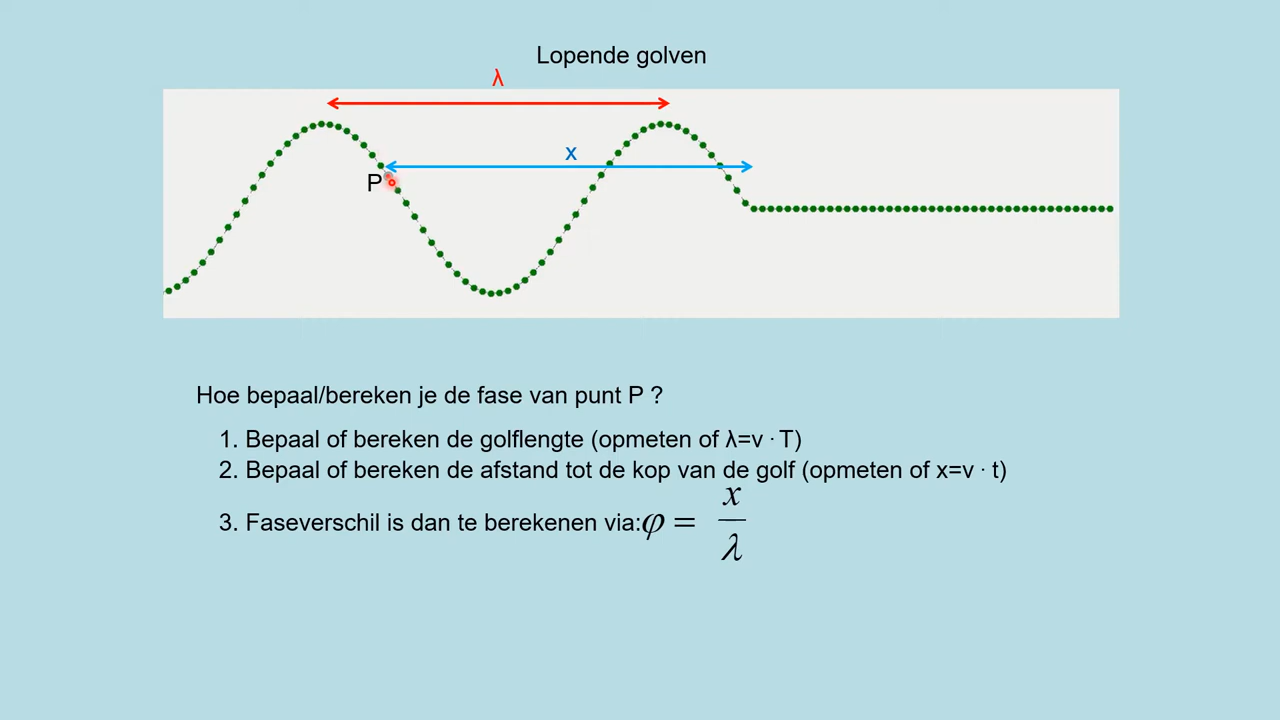 Lopende golven
λ
x
P
Hoe bepaal/bereken je de fase van punt P ?
1. Bepaal of bereken de golflengte (opmeten of λ=v · T)
2. Bepaal of bereken de afstand tot de kop van de golf (opmeten of x=v · t)
3. Faseverschil is dan te berekenen via: φ = x/λ